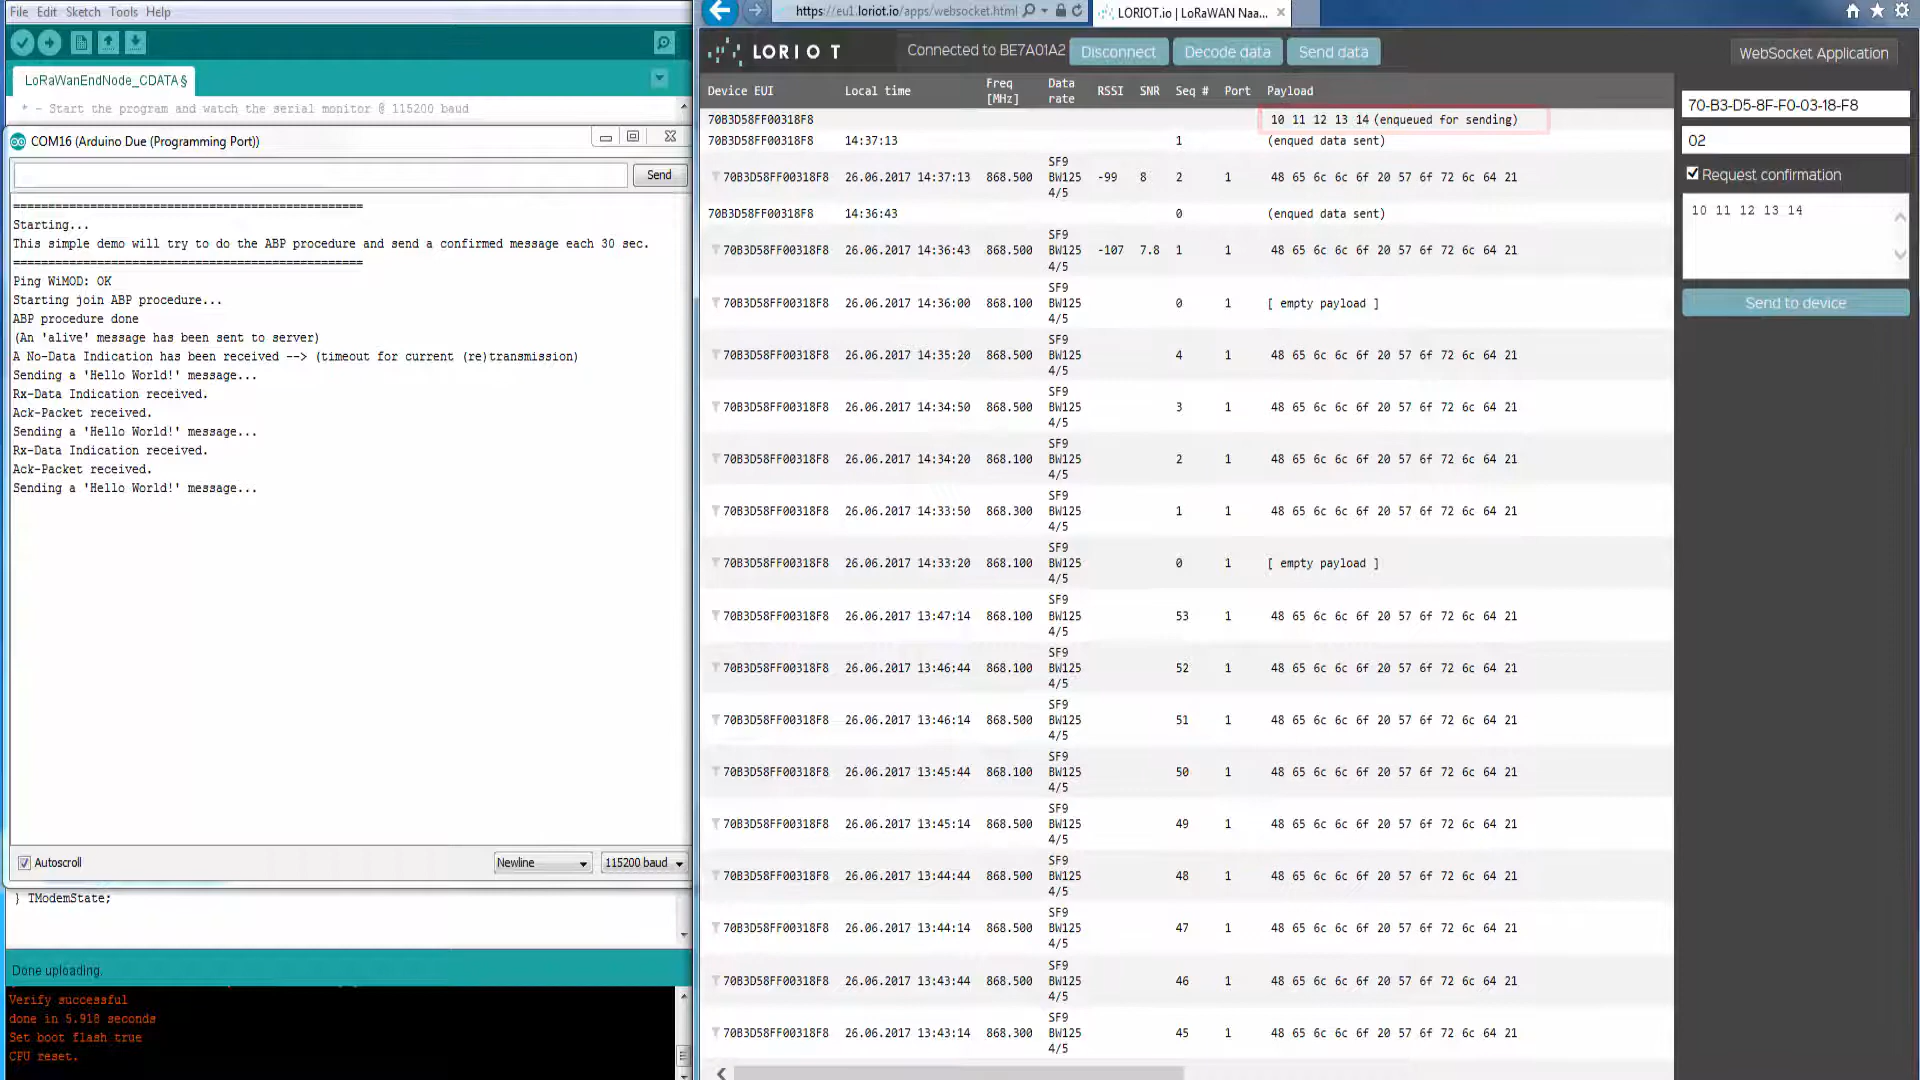 File Edit Sketch Tools Help
LoRaWanEndNode_CDATA §
* - Start the program and watch the serial monitor @ 115200 baud
COM16 (Arduino Due (Programming Port))
Send
==================================================
Starting...
This simple demo will try to do the ABP procedure and send a confirmed message each 30 sec.
==================================================
Ping WiMOD: OK
Starting join ABP procedure...
ABP procedure done
(An 'alive' message has been sent to server)
A No-Data Indication has been received --> (timeout for current (re)transmission)
Sending a 'Hello World!' message...
Rx-Data Indication received.
Ack-Packet received.
Sending a 'Hello World!' message...
Rx-Data Indication received.
Ack-Packet received.
Sending a 'Hello World!' message...
Autoscroll Newline 115200 baud
} TModemState;
Done uploading.
Verify successful
done in 5.918 seconds
Set boot flash true
CPU reset.
https://eu1.loriot.io/apps/websocket.html
LORIOT.io | LoRaWAN Naa...
LORIOT Connected to BE7A01A2 Disconnect Decode data Send data WebSocket Application
Device EUI Local time Freq [MHz] Data rate RSSI SNR Seq # Port Payload
70B3D58FF00318F8 10 11 12 13 14 (enqueued for sending)
70B3D58FF00318F8 14:37:13 1 (enqued data sent)
70B3D58FF00318F8 26.06.2017 14:37:13 868.500 SF9 BW125 4/5 -99 8 2 1 48 65 6c 6c 6f 20 57 6f 72 6c 64 21
70B3D58FF00318F8 14:36:43 0 (enqued data sent)
70B3D58FF00318F8 26.06.2017 14:36:43 868.500 SF9 BW125 4/5 -107 7.8 1 1 48 65 6c 6c 6f 20 57 6f 72 6c 64 21
70B3D58FF00318F8 26.06.2017 14:36:00 868.100 SF9 BW125 4/5 0 1 [ empty payload ]
70B3D58FF00318F8 26.06.2017 14:35:20 868.500 SF9 BW125 4/5 4 1 48 65 6c 6c 6f 20 57 6f 72 6c 64 21
70B3D58FF00318F8 26.06.2017 14:34:50 868.500 SF9 BW125 4/5 3 1 48 65 6c 6c 6f 20 57 6f 72 6c 64 21
70B3D58FF00318F8 26.06.2017 14:34:20 868.100 SF9 BW125 4/5 2 1 48 65 6c 6c 6f 20 57 6f 72 6c 64 21
70B3D58FF00318F8 26.06.2017 14:33:50 868.300 SF9 BW125 4/5 1 1 48 65 6c 6c 6f 20 57 6f 72 6c 64 21
70B3D58FF00318F8 26.06.2017 14:33:20 868.100 SF9 BW125 4/5 0 1 [ empty payload ]
70B3D58FF00318F8 26.06.2017 13:47:14 868.100 SF9 BW125 4/5 53 1 48 65 6c 6c 6f 20 57 6f 72 6c 64 21
70B3D58FF00318F8 26.06.2017 13:46:44 868.100 SF9 BW125 4/5 52 1 48 65 6c 6c 6f 20 57 6f 72 6c 64 21
70B3D58FF00318F8 26.06.2017 13:46:14 868.500 SF9 BW125 4/5 51 1 48 65 6c 6c 6f 20 57 6f 72 6c 64 21
70B3D58FF00318F8 26.06.2017 13:45:44 868.100 SF9 BW125 4/5 50 1 48 65 6c 6c 6f 20 57 6f 72 6c 64 21
70B3D58FF00318F8 26.06.2017 13:45:14 868.500 SF9 BW125 4/5 49 1 48 65 6c 6c 6f 20 57 6f 72 6c 64 21
70B3D58FF00318F8 26.06.2017 13:44:44 868.500 SF9 BW125 4/5 48 1 48 65 6c 6c 6f 20 57 6f 72 6c 64 21
70B3D58FF00318F8 26.06.2017 13:44:14 868.500 SF9 BW125 4/5 47 1 48 65 6c 6c 6f 20 57 6f 72 6c 64 21
70B3D58FF00318F8 26.06.2017 13:43:44 868.500 SF9 BW125 4/5 46 1 48 65 6c 6c 6f 20 57 6f 72 6c 64 21
70B3D58FF00318F8 26.06.2017 13:43:14 868.300 SF9 BW125 4/5 45 1 48 65 6c 6c 6f 20 57 6f 72 6c 64 21
70-B3-D5-8F-F0-03-18-F8
02
Request confirmation
10 11 12 13 14
Send to device